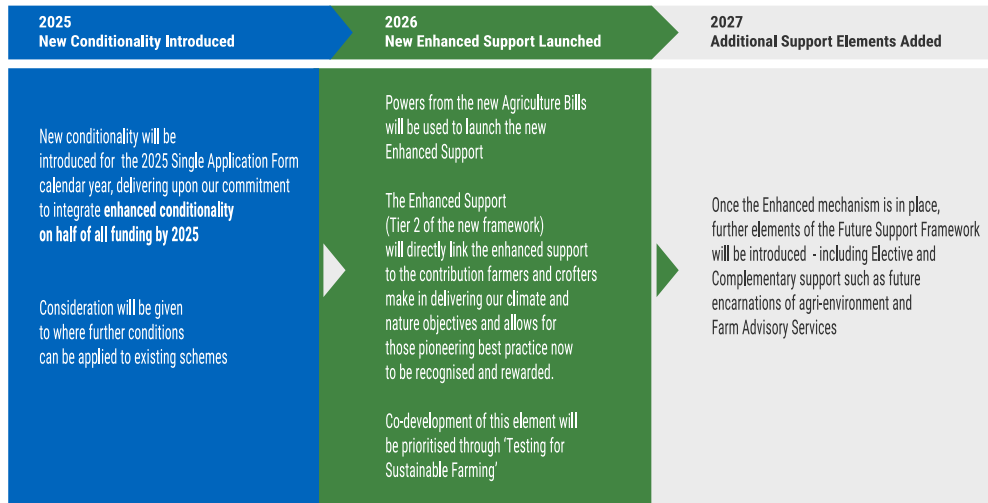 2025
New Conditionality Introduced
2026
New Enhanced Support Launched
2027
Additional Support Elements Added
New conditionality will be
introduced for the 2025 Single Application Form
calendar year, delivering upon our commitment
to integrate enhanced conditionality
on half of all funding by 2025
Consideration will be given
to where further conditions
can be applied to existing schemes
Powers from the new Agriculture Bills
will be used to launch the new
Enhanced Support
The Enhanced Support
(Tier 2 of the new framework)
will directly link the enhanced support
to the contribution farmers and crofters
make in delivering our climate and
nature objectives and allows for
those pioneering best practice now
to be recognised and rewarded.
Co-development of this element will
be prioritised through ‘Testing for
Sustainable Farming’
Once the Enhanced mechanism is in place,
further elements of the Future Support Framework
will be introduced - including Elective and
Complementary support such as future
encarnations of agri-environment and
Farm Advisory Services